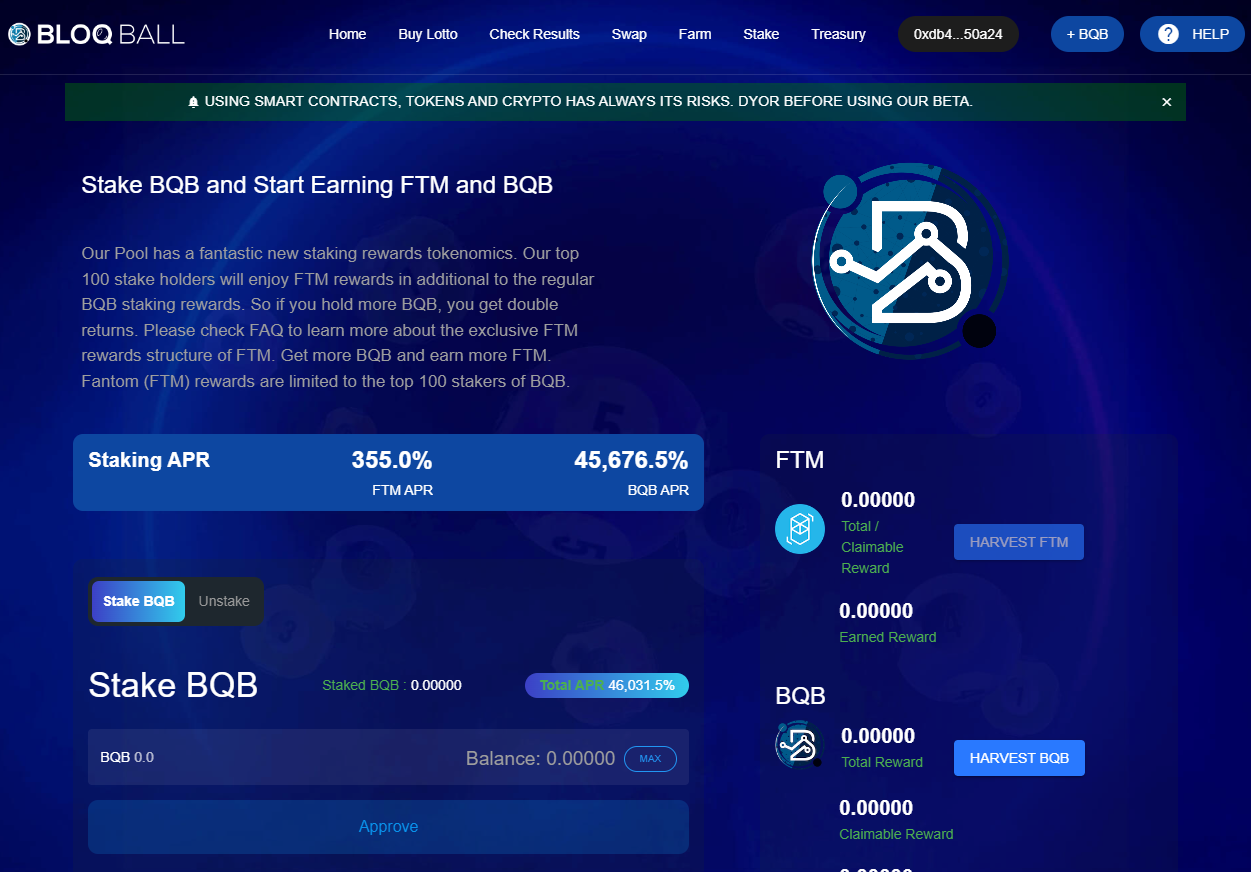 BLOQ BALL
Home Buy Lotto Check Results Swap Farm Stake Treasury 0xdb4...50a24 + BQB ? HELP
USING SMART CONTRACTS, TOKENS AND CRYPTO HAS ALWAYS ITS RISKS. DYOR BEFORE USING OUR BETA. ×
Stake BQB and Start Earning FTM and BQB
Our Pool has a fantastic new staking rewards tokenomics. Our top
100 stake holders will enjoy FTM rewards in additional to the regular
BQB staking rewards. So if you hold more BQB, you get double
returns. Please check FAQ to learn more about the exclusive FTM
rewards structure of FTM. Get more BQB and earn more FTM.
Fantom (FTM) rewards are limited to the top 100 stakers of BQB.
Staking APR 355.0% 45,676.5%
FTM APR BQB APR
Stake BQB Unstake
Stake BQB Staked BQB : 0.00000 Total APR 46,031.5%
BQB 0.0 Balance: 0.00000 MAX
Approve
FTM
0.00000
Total /
Claimable
Reward
HARVEST FTM
0.00000
Earned Reward
BQB
0.00000
Total Reward
HARVEST BQB
0.00000
Claimable Reward